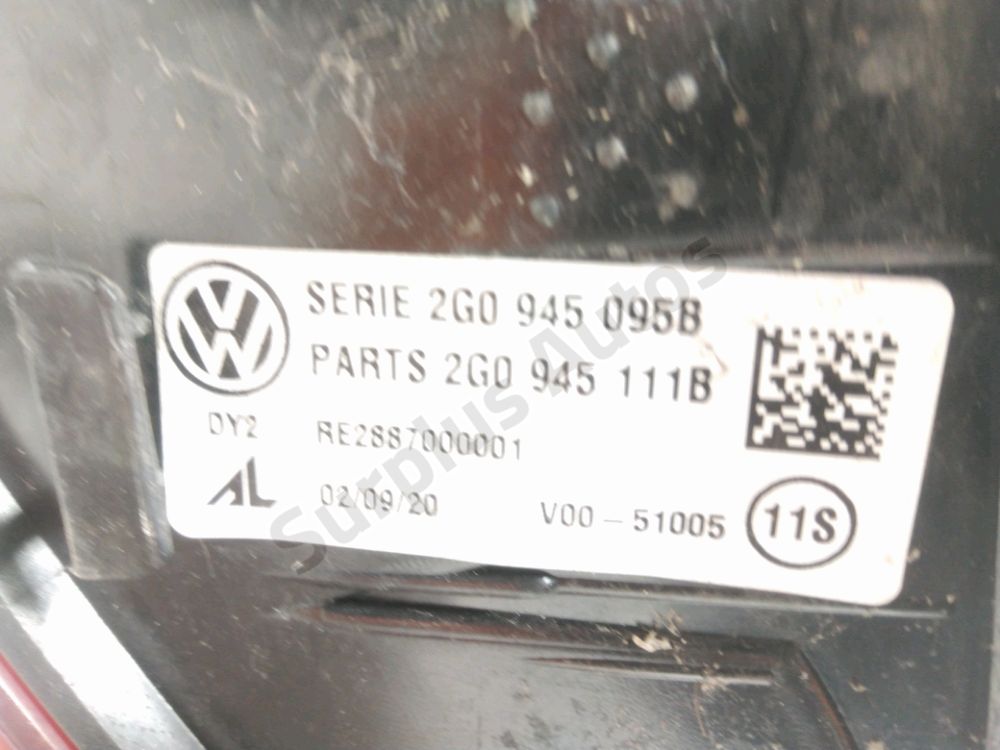 SERIE 2G0 945 095B
PARTS 2G0 945 111B
DY2 RE2887000001
AL 02/09/20 V00-51005 11S
Surplus Autos